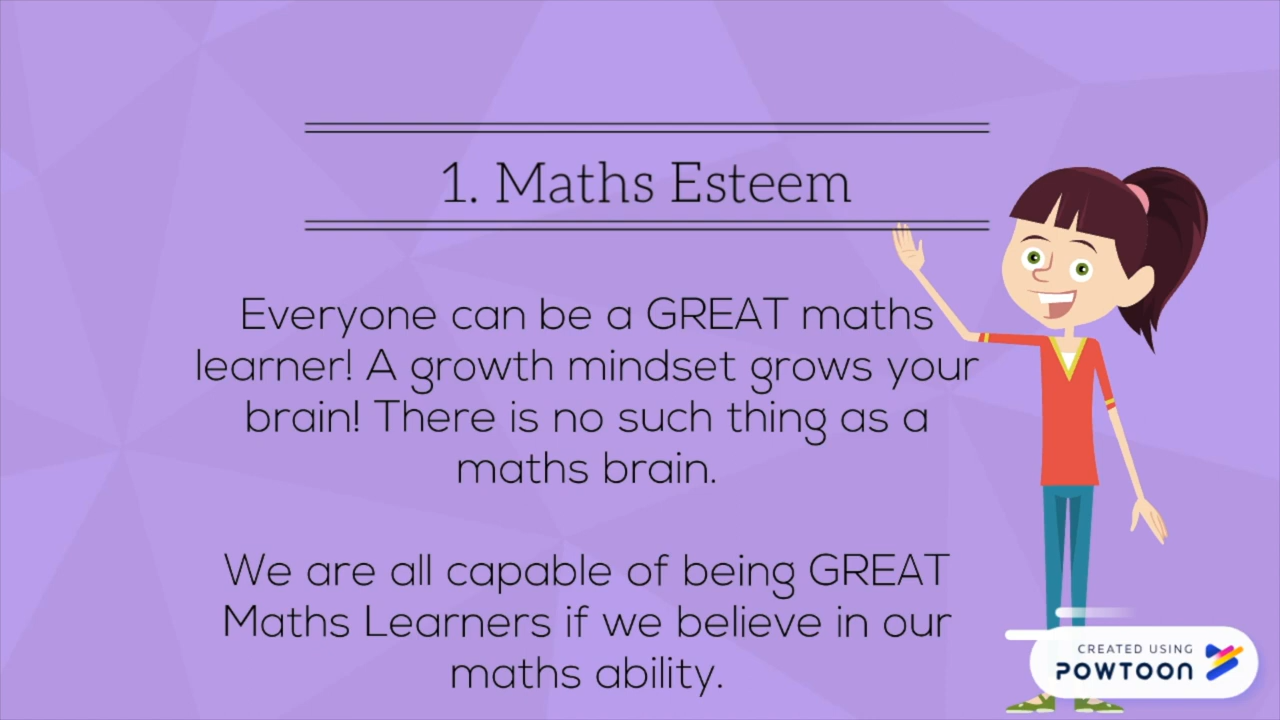 1. Maths Esteem
Everyone can be a GREAT maths
learner! A growth mindset grows your
brain! There is no such thing as a
maths brain.
We are all capable of being GREAT
Maths Learners if we believe in our
maths ability.
CREATED USING
POWTOON